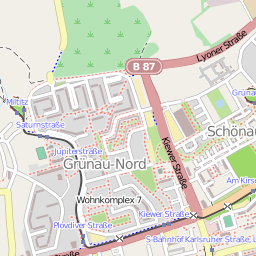 B 87
Lyoner Straße
Miltitz
Saturnstraße
Grünau
Schönau
Jupiterstraße
Grünau-Nord
Kiewer Straße
Am Kirsc
Wohnkomplex 7
Plovdiver Straße
Kiewer Straße
S-Bahnhof Karlsruher Straße
L